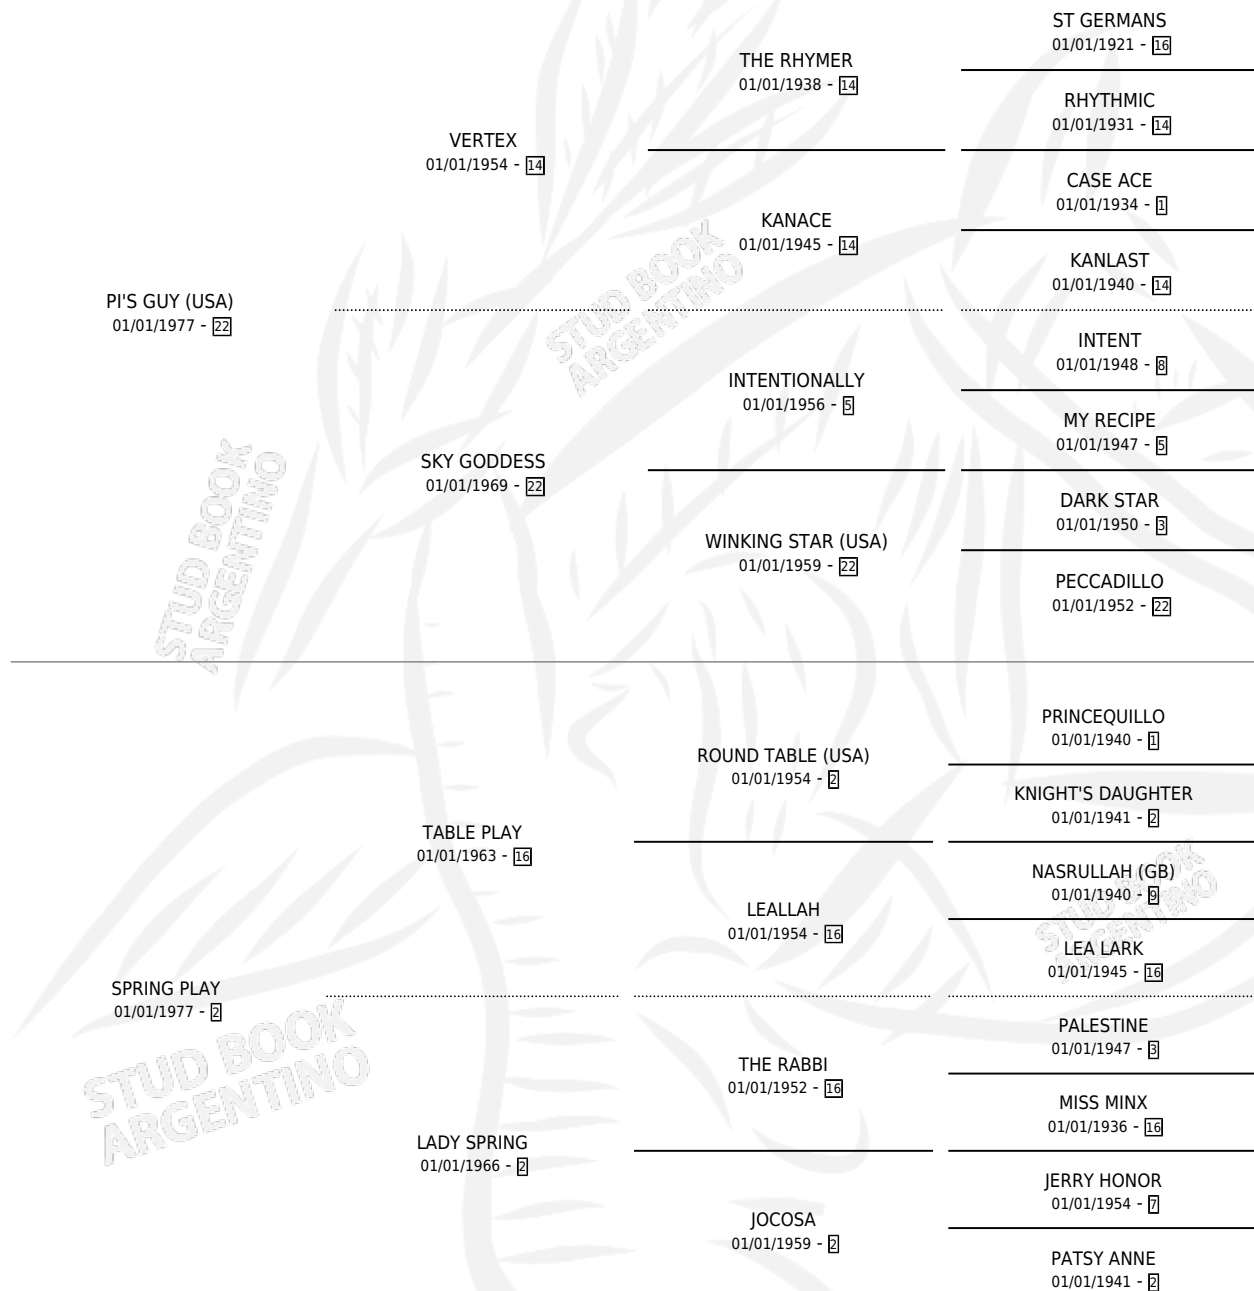 ST GERMANS
01/01/1921 - 16
THE RHYMER
01/01/1938 - 14
RHYTHMIC
01/01/1931 - 14
VERTEX
01/01/1954 - 14
CASE ACE
01/01/1934 - 1
KANACE
01/01/1945 - 14
KANLAST
01/01/1940 - 14
PI'S GUY (USA)
01/01/1977 - 22
INTENT
01/01/1948 - 8
INTENTIONALLY
01/01/1956 - 5
MY RECIPE
01/01/1947 - 5
SKY GODDESS
01/01/1969 - 22
DARK STAR
01/01/1950 - 3
WINKING STAR (USA)
01/01/1959 - 22
PECCADILLO
01/01/1952 - 22
PRINCEQUILLO
01/01/1940 - 1
ROUND TABLE (USA)
01/01/1954 - 2
KNIGHT'S DAUGHTER
01/01/1941 - 2
TABLE PLAY
01/01/1963 - 16
NASRULLAH (GB)
01/01/1940 - 9
LEALLAH
01/01/1954 - 16
LEA LARK
01/01/1945 - 16
SPRING PLAY
01/01/1977 - 2
PALESTINE
01/01/1947 - 3
THE RABBI
01/01/1952 - 16
MISS MINX
01/01/1936 - 16
LADY SPRING
01/01/1966 - 2
JERRY HONOR
01/01/1954 - 7
JOCOSA
01/01/1959 - 2
PATSY ANNE
01/01/1941 - 2
STUD BOOK
ARGENTINO
STUD BOOK
ARGENTINO
STUD BOOK
ARGENTINO
STUD BOOK
ARGENTINO